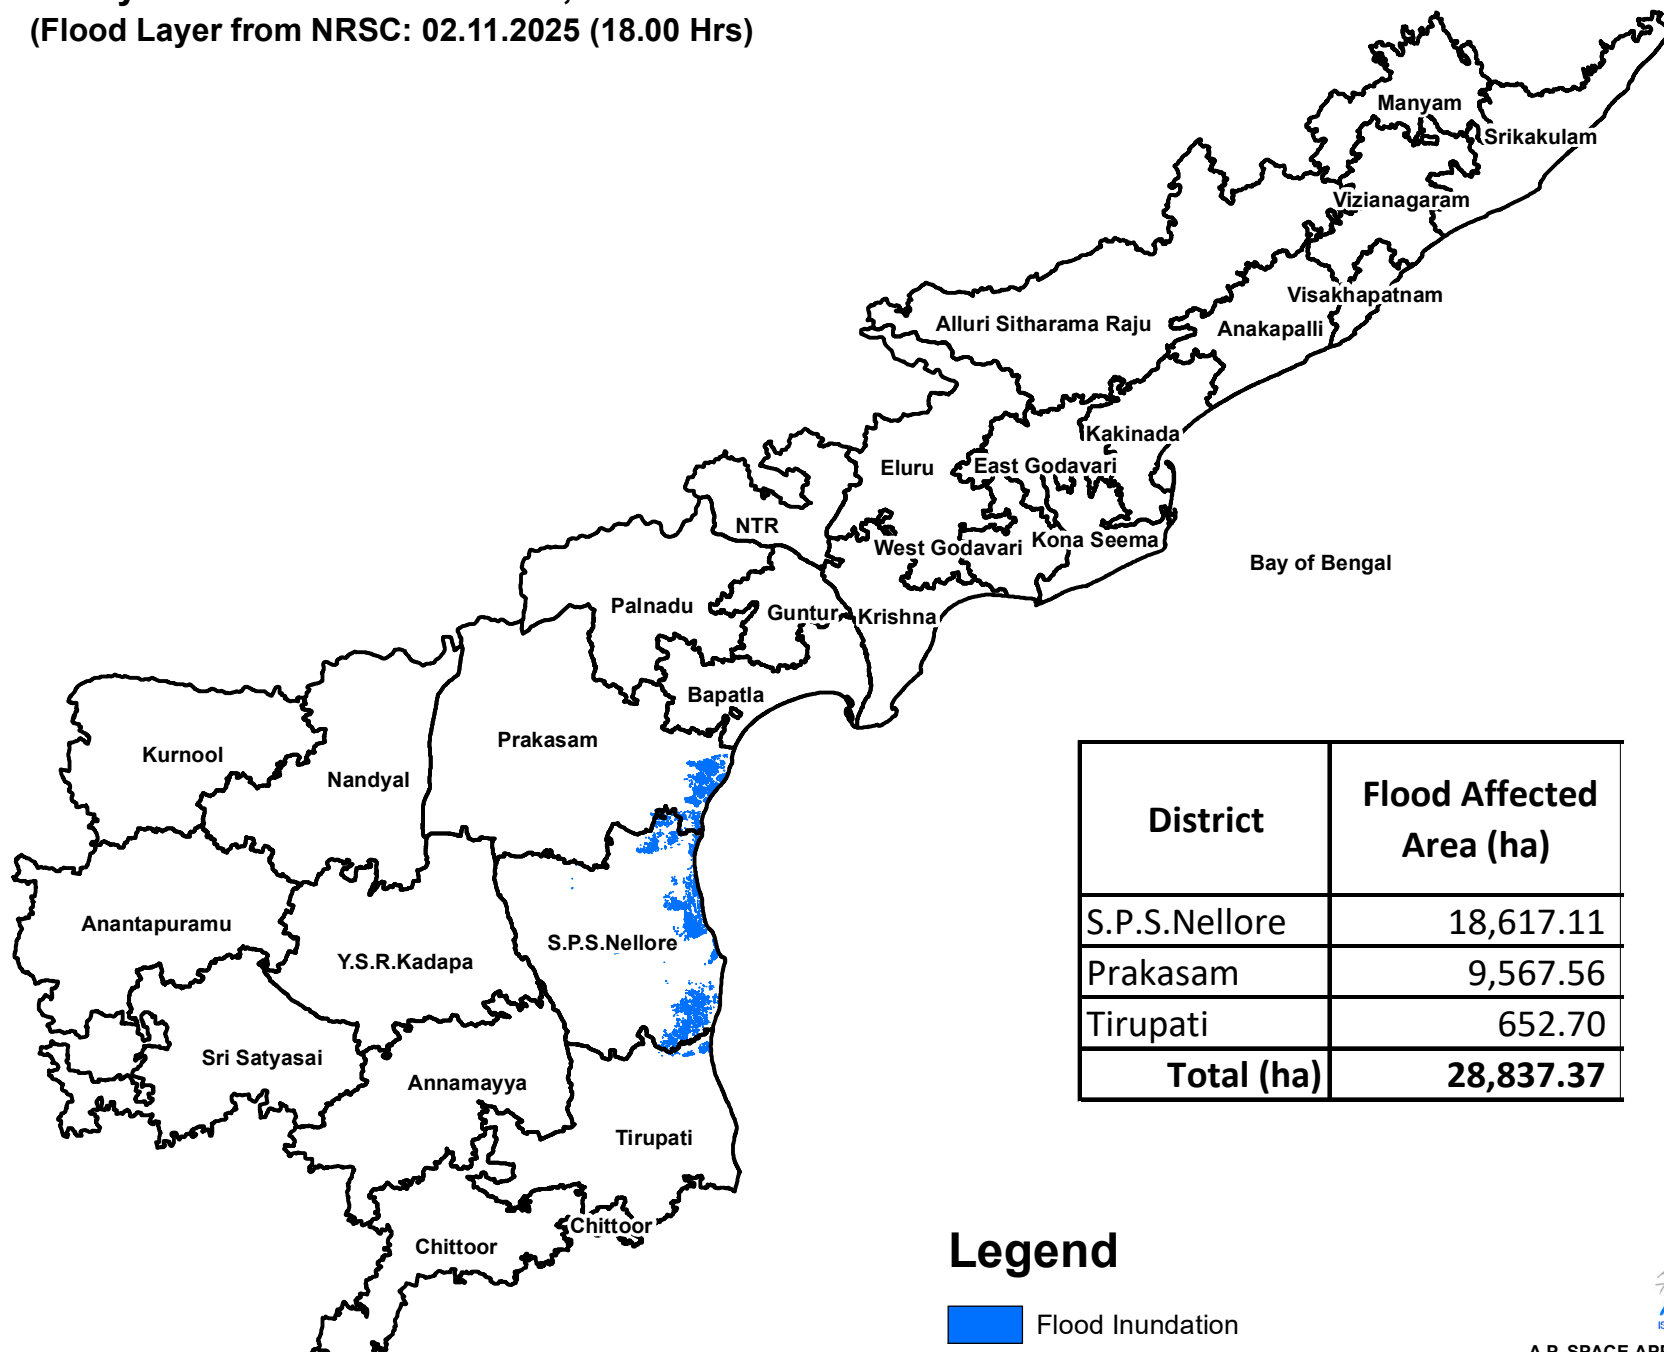 (Flood Layer from NRSC: 02.11.2025 (18.00 Hrs)
Manyam
Srikakulam
Vizianagaram
Visakhapatnam
Alluri Sitharama Raju
Anakapalli
Kakinada
East Godavari
Eluru
NTR
West Godavari
Kona Seema
Bay of Bengal
Palnadu
Guntur
Krishna
Bapatla
Prakasam
Kurnool
Nandyal
Anantapuramu
Y.S.R.Kadapa
S.P.S.Nellore
Sri Satyasai
Annamayya
Tirupati
Chittoor
Chittoor
District
Flood Affected
Area (ha)
S.P.S.Nellore 18,617.11
Prakasam 9,567.56
Tirupati 652.70
Total (ha) 28,837.37
Legend
Flood Inundation